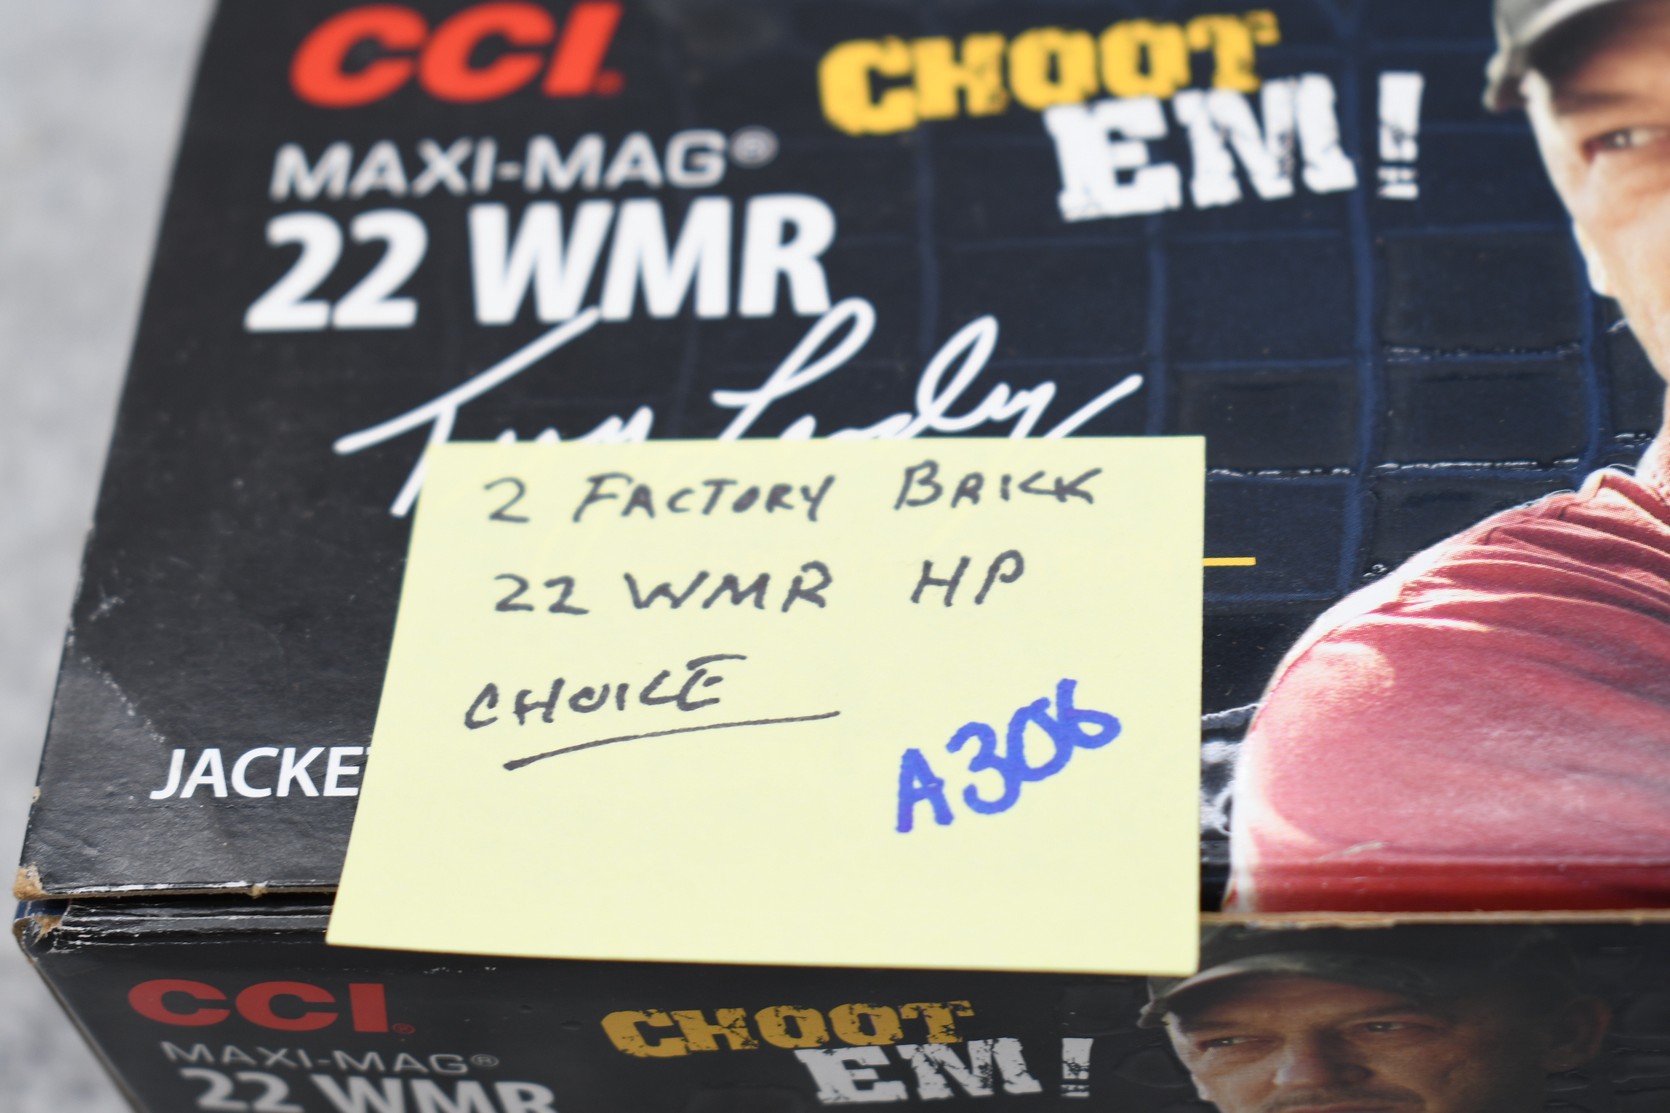 CCI.
CHOOT
EM!
MAXI-MAG®
22 WMR
2 FACTORY BRICK
22 WMR HP
CHOICE
A306
CCI®
CHOOT
EM!
MAXI-MAG®
22 WMR